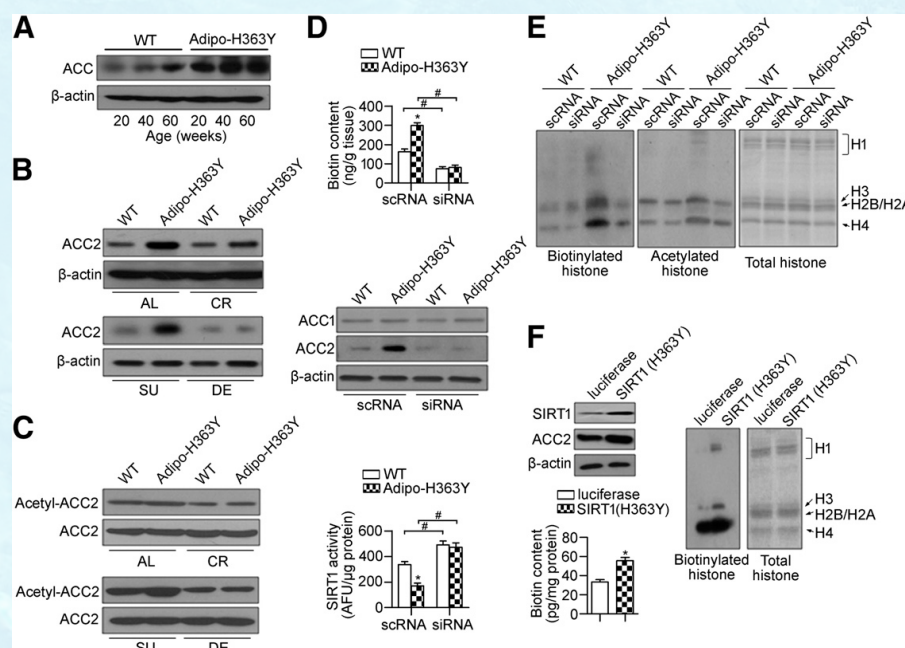 A
WT Adipo-H363Y
ACC
β-actin
20 40 60 20 40 60
Age (weeks)
B
WT Adipo-H363Y WT Adipo-H363Y
ACC2
β-actin
AL CR
ACC2
β-actin
SU DE
C
WT Adipo-H363Y WT Adipo-H363Y
Acetyl-ACC2
ACC2
AL CR
Acetyl-ACC2
ACC2
SU DE
D
WT
Adipo-H363Y
Biotin content
(ng/g tissue)
400
300
200
100
0
#
#
*
scRNA siRNA
WT Adipo-H363Y WT Adipo-H363Y
ACC1
ACC2
β-actin
scRNA siRNA
WT
Adipo-H363Y
SIRT1 activity
(AFU/μg protein)
600
400
200
0
#
#
*
scRNA siRNA
E
WT Adipo-H363Y WT Adipo-H363Y WT Adipo-H363Y
scRNA siRNA scRNA siRNA scRNA siRNA scRNA siRNA scRNA siRNA scRNA siRNA
H1
H3
H2B/H2A
H4
Biotinylated histone
Acetylated histone
Total histone
F
luciferase SIRT1 (H363Y)
SIRT1
ACC2
β-actin
luciferase
SIRT1(H363Y)
Biotin content
(pg/mg protein)
80
60
40
20
0
*
luciferase SIRT1 (H363Y) luciferase SIRT1 (H363Y)
H1
H3
H2B/H2A
H4
Biotinylated histone
Total histone